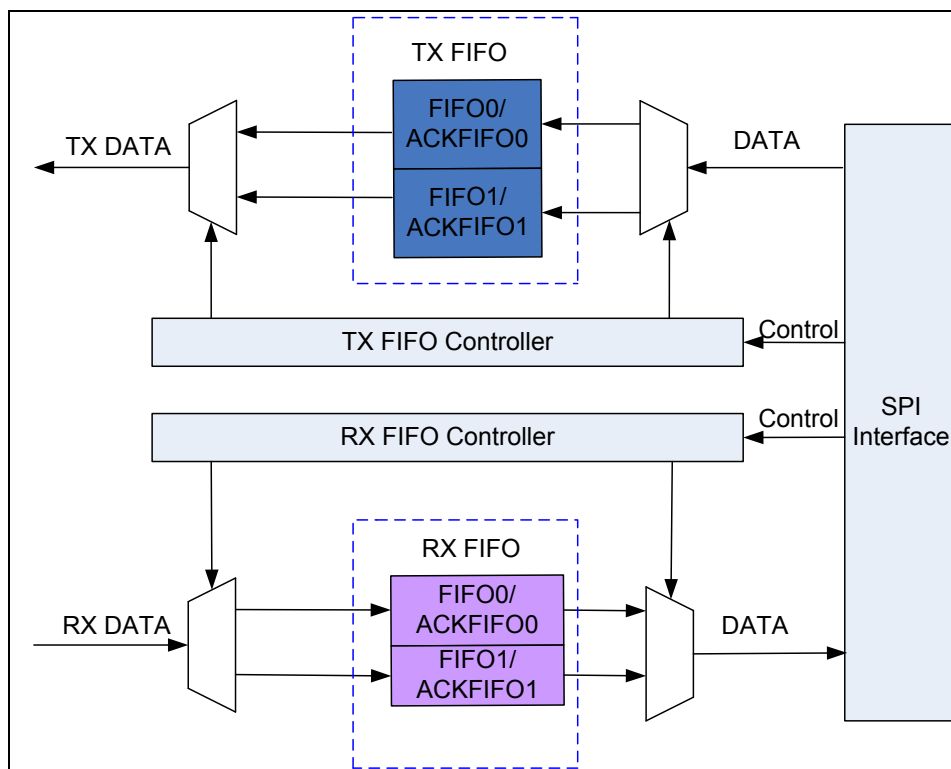 TX FIFO
FIFO0/
ACKFIFO0
TX DATA
DATA
FIFO1/
ACKFIFO1
Control
TX FIFO Controller
Control
RX FIFO Controller
SPI
Interface
RX FIFO
FIFO0/
ACKFIFO0
RX DATA
DATA
FIFO1/
ACKFIFO1